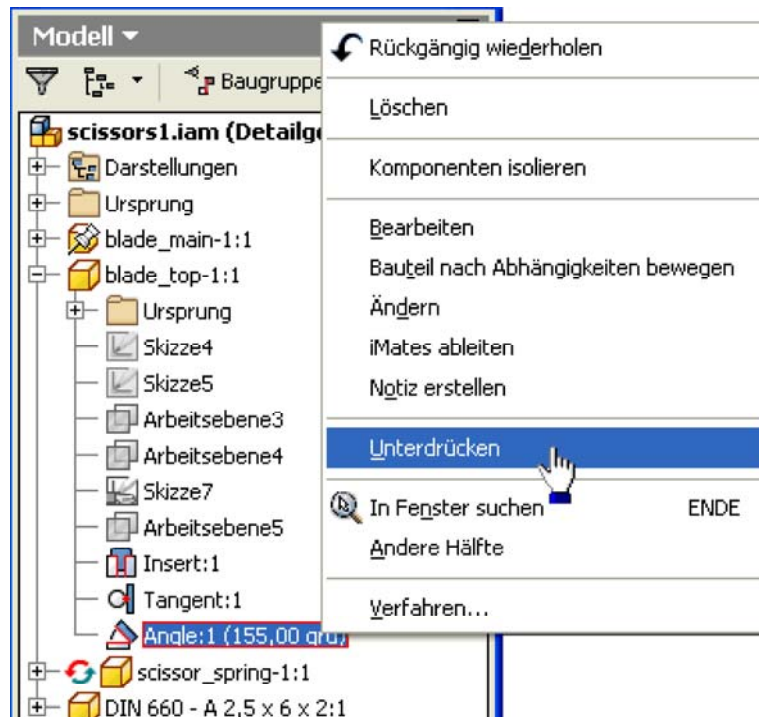 Modell
Baugruppe
scissors1.iam (Detailge
Darstellungen
Ursprung
blade_main-1:1
blade_top-1:1
Ursprung
Skizze4
Skizze5
Arbeitsebene3
Arbeitsebene4
Skizze7
Arbeitsebene5
Insert:1
Tangent:1
Angle:1 (155,00 grd)
scissor_spring-1:1
DIN 660 - A 2,5 x 6 x 2:1
Rückgängig wiederholen
Löschen
Komponenten isolieren
Bearbeiten
Bauteil nach Abhängigkeiten bewegen
Ändern
iMates ableiten
Notiz erstellen
Unterdrücken
In Fenster suchen ENDE
Andere Hälfte
Verfahren...